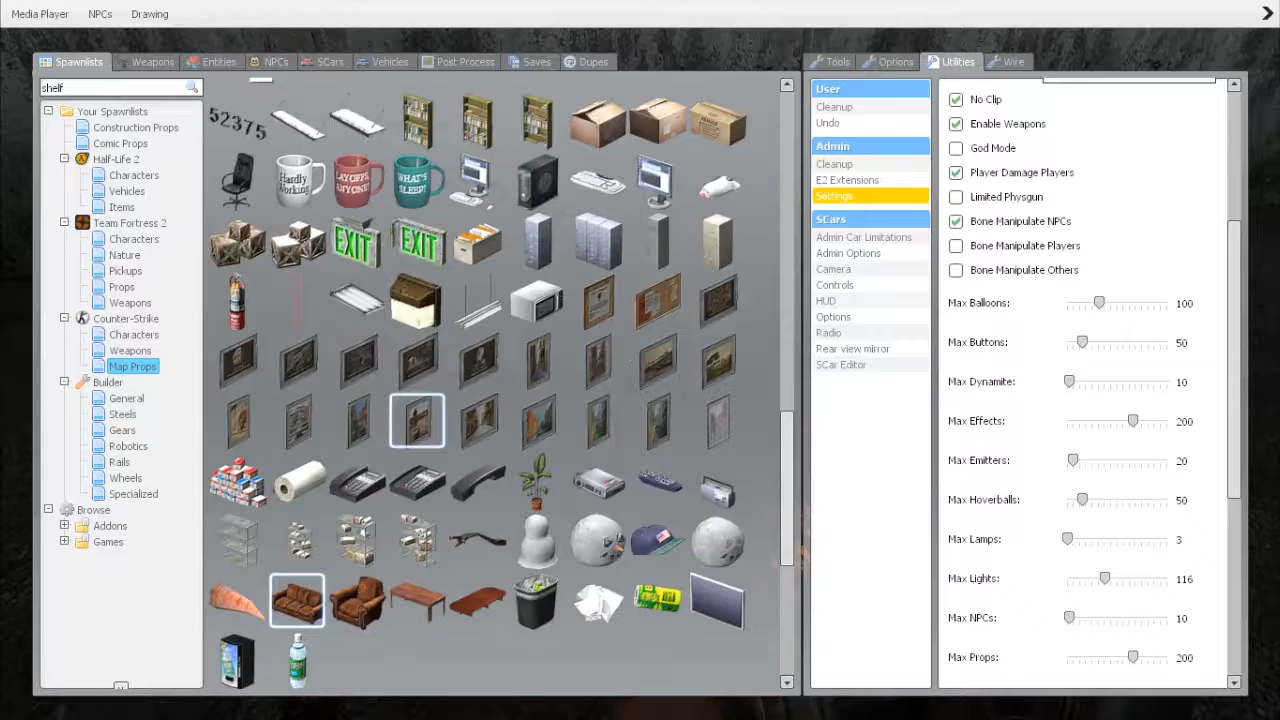 Media Player NPCs Drawing
Spawnlists Weapons Entities NPCs SCars Vehicles Post Process Saves Dupes
Tools Options Utilities Wire
shelf
Your Spawnlists
Construction Props
Comic Props
Half-Life 2
Characters
Vehicles
Items
Team Fortress 2
Characters
Nature
Pickups
Props
Weapons
Counter-Strike
Characters
Weapons
Map Props
Builder
General
Steels
Gears
Robotics
Rails
Wheels
Specialized
Browse
Addons
Games
52375
Hardly
Working
LAYOFFS,
ANYONE!
WHAT'S
SLEEP!
EXIT
EXIT
User
Cleanup
Undo
Admin
Cleanup
E2 Extensions
Settings
SCars
Admin Car Limitations
Admin Options
Camera
Controls
HUD
Options
Radio
Rear view mirror
SCar Editor
No Clip
Enable Weapons
God Mode
Player Damage Players
Limited Physgun
Bone Manipulate NPCs
Bone Manipulate Players
Bone Manipulate Others
Max Balloons: 100
Max Buttons: 50
Max Dynamite: 10
Max Effects: 200
Max Emitters: 20
Max Hoverballs: 50
Max Lamps: 3
Max Lights: 116
Max NPCs: 10
Max Props: 200